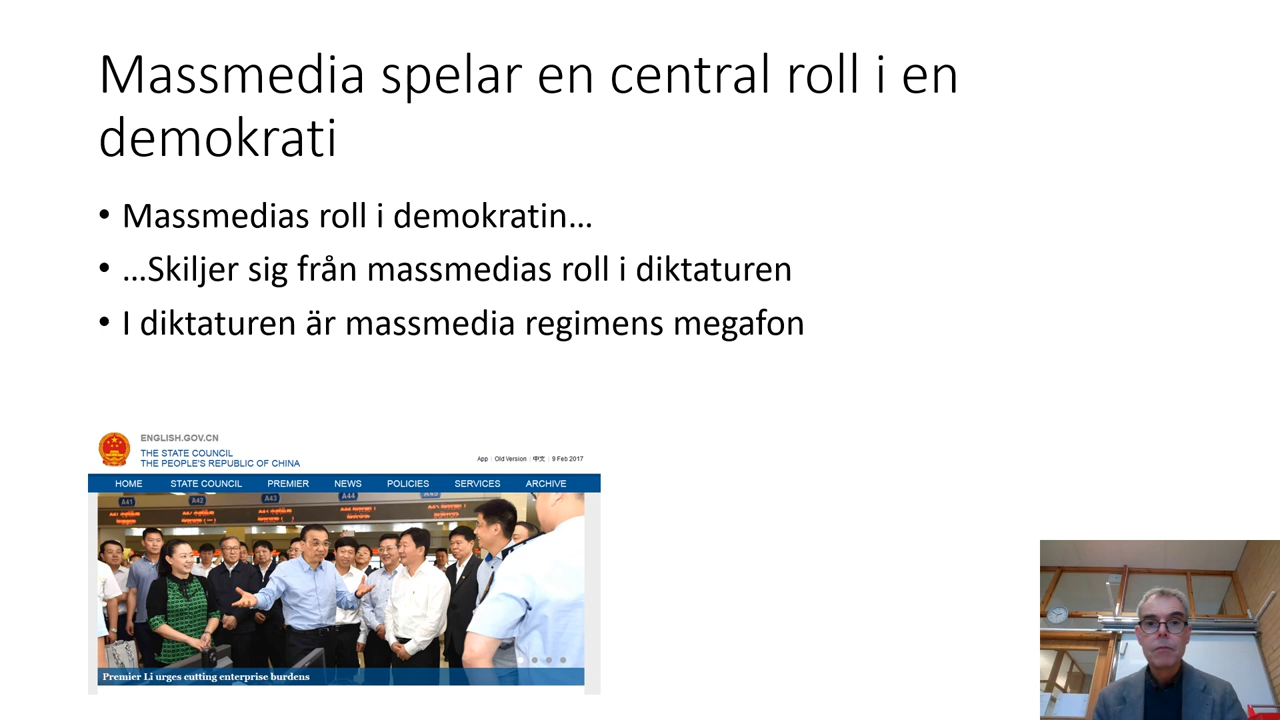 Massmedia spelar en central roll i en
demokrati
• Massmedias roll i demokratin…
• …Skiljer sig från massmedias roll i diktaturen
• I diktaturen är massmedia regimens megafon
ENGLISH.GOV.CN
THE STATE COUNCIL
THE PEOPLE'S REPUBLIC OF CHINA
App | Old Version | 中文 | 9 Feb 2017
HOME STATE COUNCIL PREMIER NEWS POLICIES SERVICES ARCHIVE
A41 A42 A43 A44 A45
Premier Li urges cutting enterprise burdens